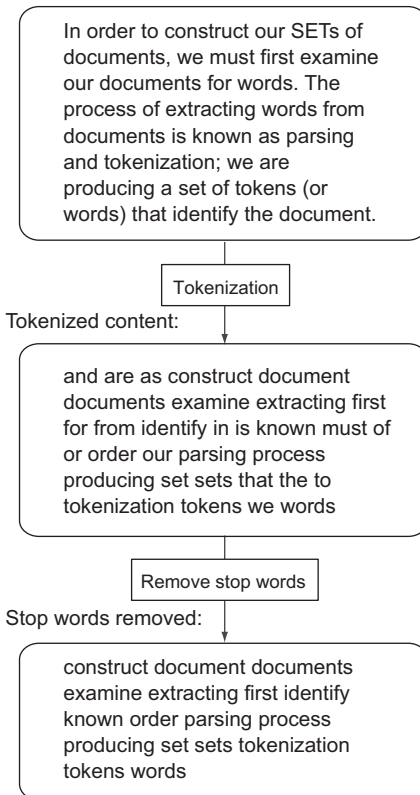 In order to construct our SETs of
documents, we must first examine
our documents for words. The
process of extracting words from
documents is known as parsing
and tokenization; we are
producing a set of tokens (or
words) that identify the document.
Tokenization
Tokenized content:
and are as construct document
documents examine extracting first
for from identify in is known must of
or order our parsing process
producing set sets that the to
tokenization tokens we words
Remove stop words
Stop words removed:
construct document documents
examine extracting first identify
known order parsing process
producing set sets tokenization
tokens words